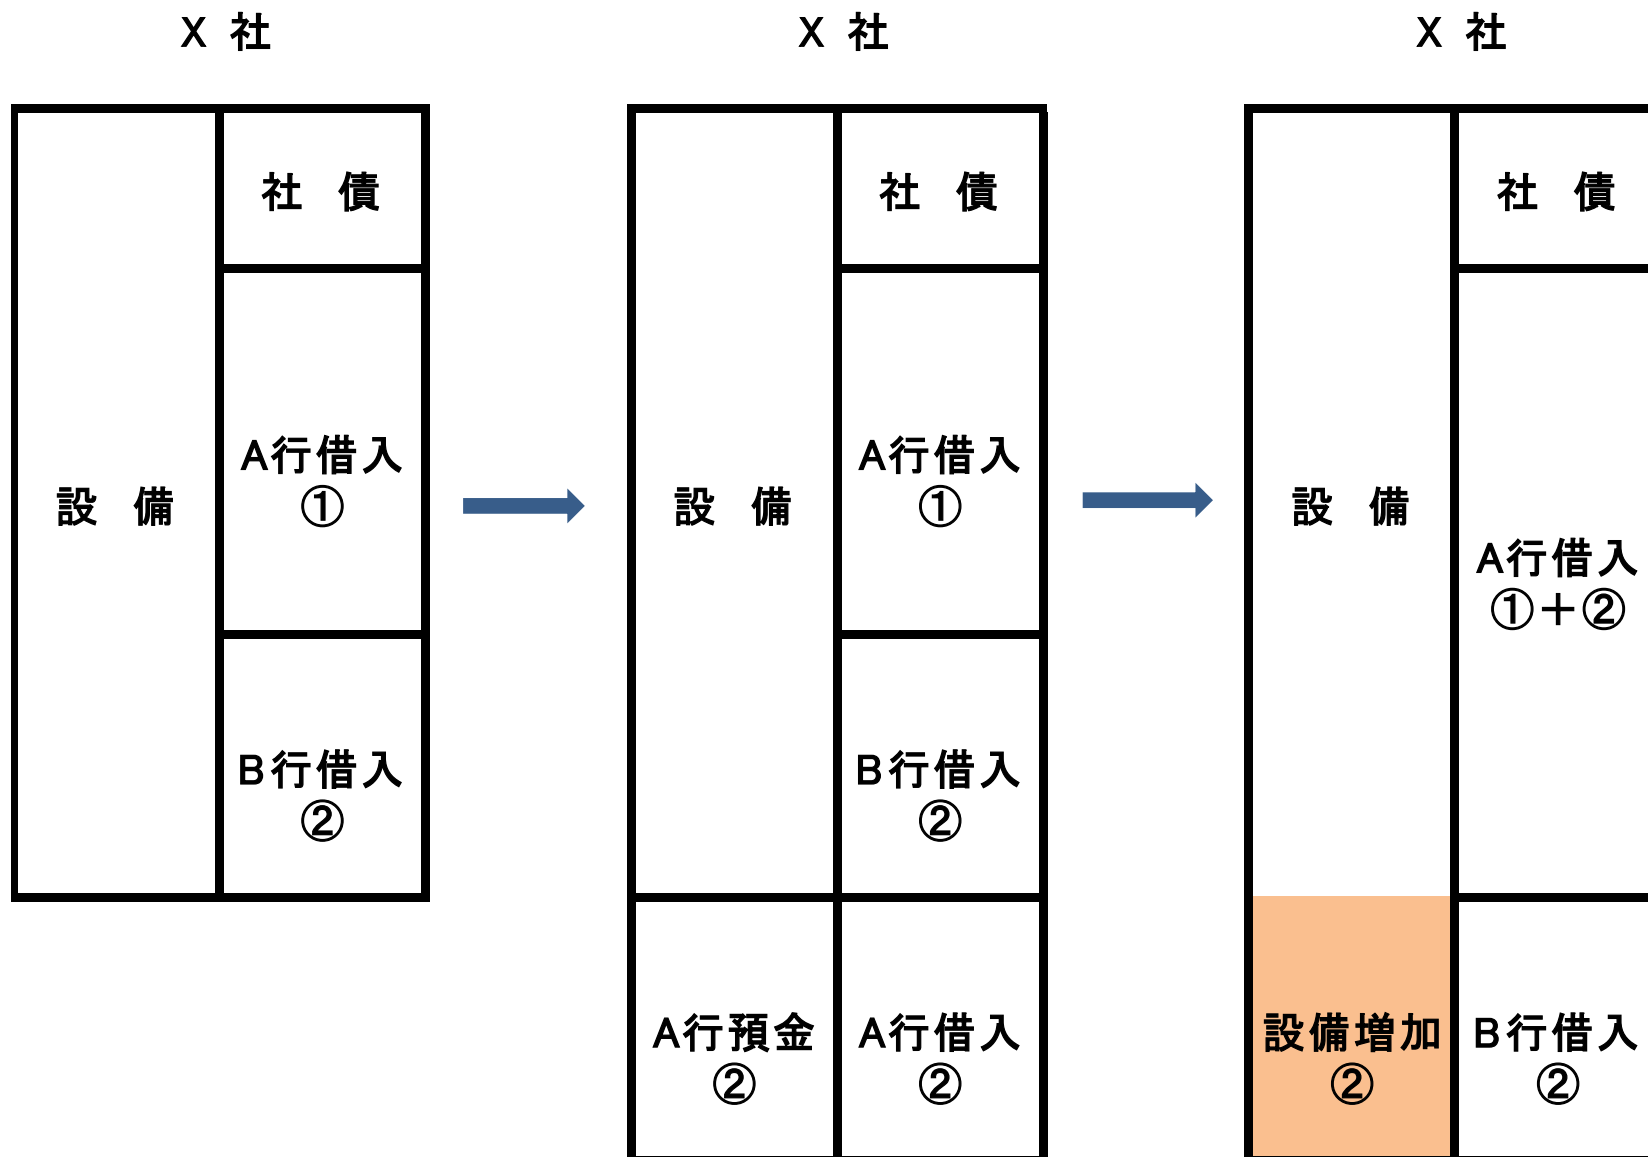 X 社
社 債
設 備
A行借入
①
B行借入
②
X 社
社 債
設 備
A行借入
①
B行借入
②
A行預金
②
A行借入
②
X 社
社 債
設 備
A行借入
①+②
設備増加
②
B行借入
②